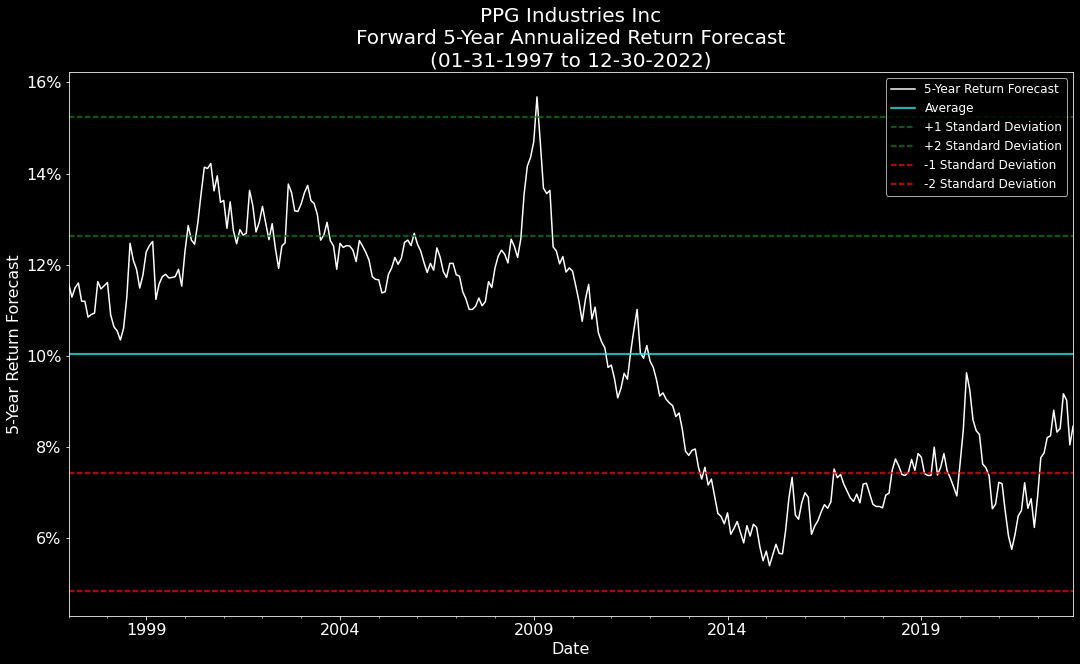 PPG Industries Inc
Forward 5-Year Annualized Return Forecast
(01-31-1997 to 12-30-2022)
16%
14%
12%
10%
8%
6%
5-Year Return Forecast
5-Year Return Forecast
Average
+1 Standard Deviation
+2 Standard Deviation
-1 Standard Deviation
-2 Standard Deviation
1999
2004
2009
2014
2019
Date